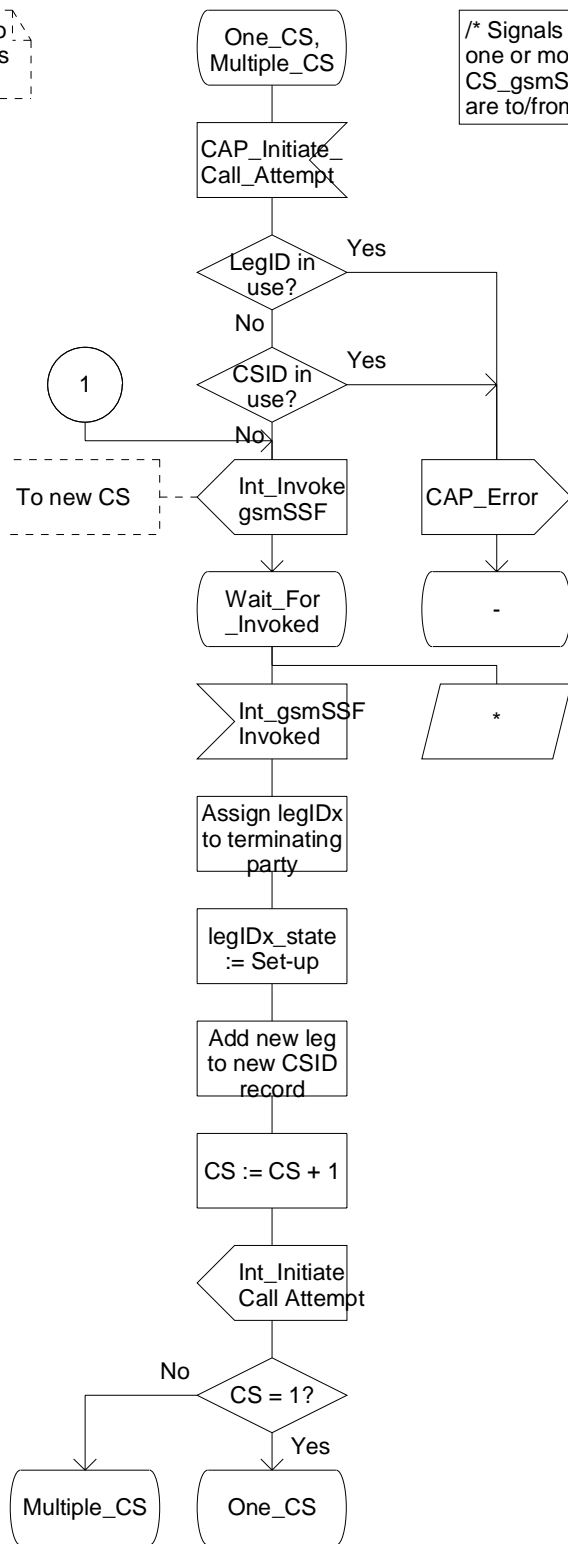 One_CS,
Multiple_CS
/* Signals
one or mo
CS_gsmS
are to/from
CAP_Initiate_
Call_Attempt
LegID in
use?
Yes
No
CSID in
use?
Yes
No
1
To new CS
Int_Invoke
gsmSSF
CAP_Error
Wait_For
_Invoked
-
Int_gsmSSF
Invoked
*
Assign legIDx
to terminating
party
legIDx_state
:= Set-up
Add new leg
to new CSID
record
CS := CS + 1
Int_Initiate
Call Attempt
CS = 1?
No
Yes
Multiple_CS
One_CS